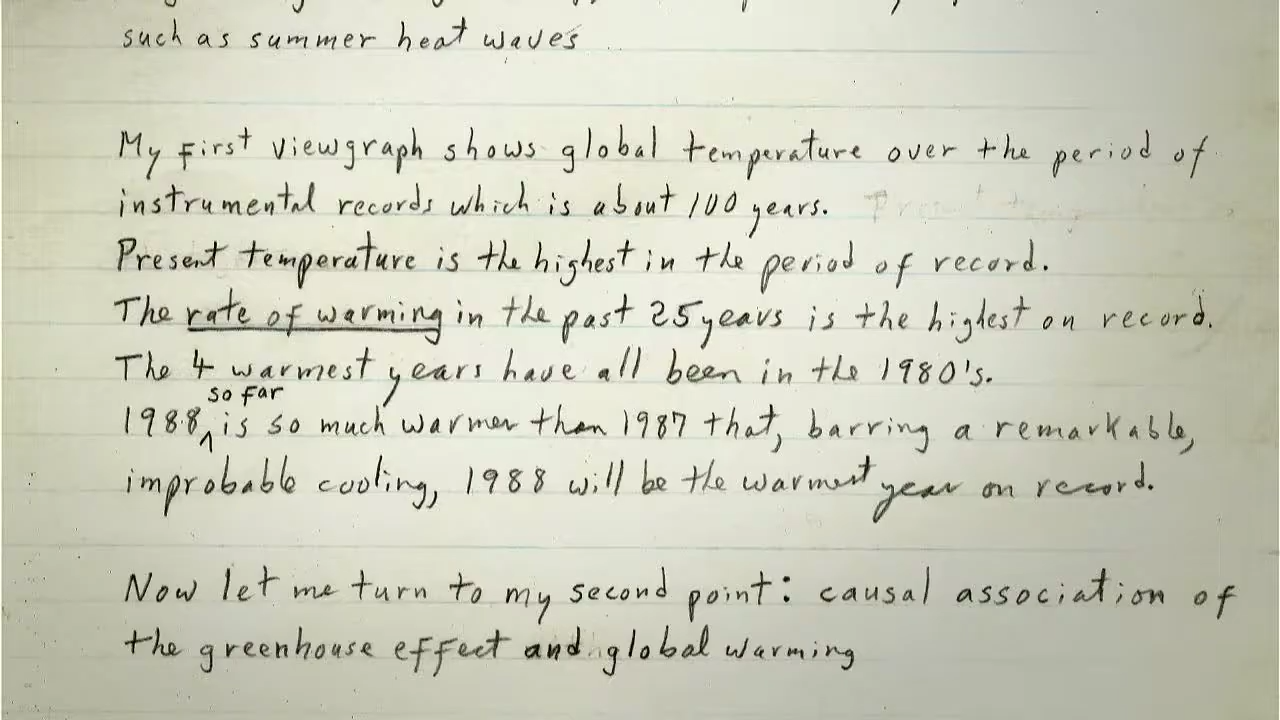 such as summer heat waves
My first viewgraph shows global temperature over the period of
instrumental records which is about 100 years.
Present temperature is the highest in the period of record.
The rate of warming in the past 25 years is the highest on record.
The 4 warmest years have all been in the 1980's.
so far
1988 ^ is so much warmer than 1987 that, barring a remarkable,
improbable cooling, 1988 will be the warmest year on record.
Now let me turn to my second point: causal association of
the greenhouse effect and global warming